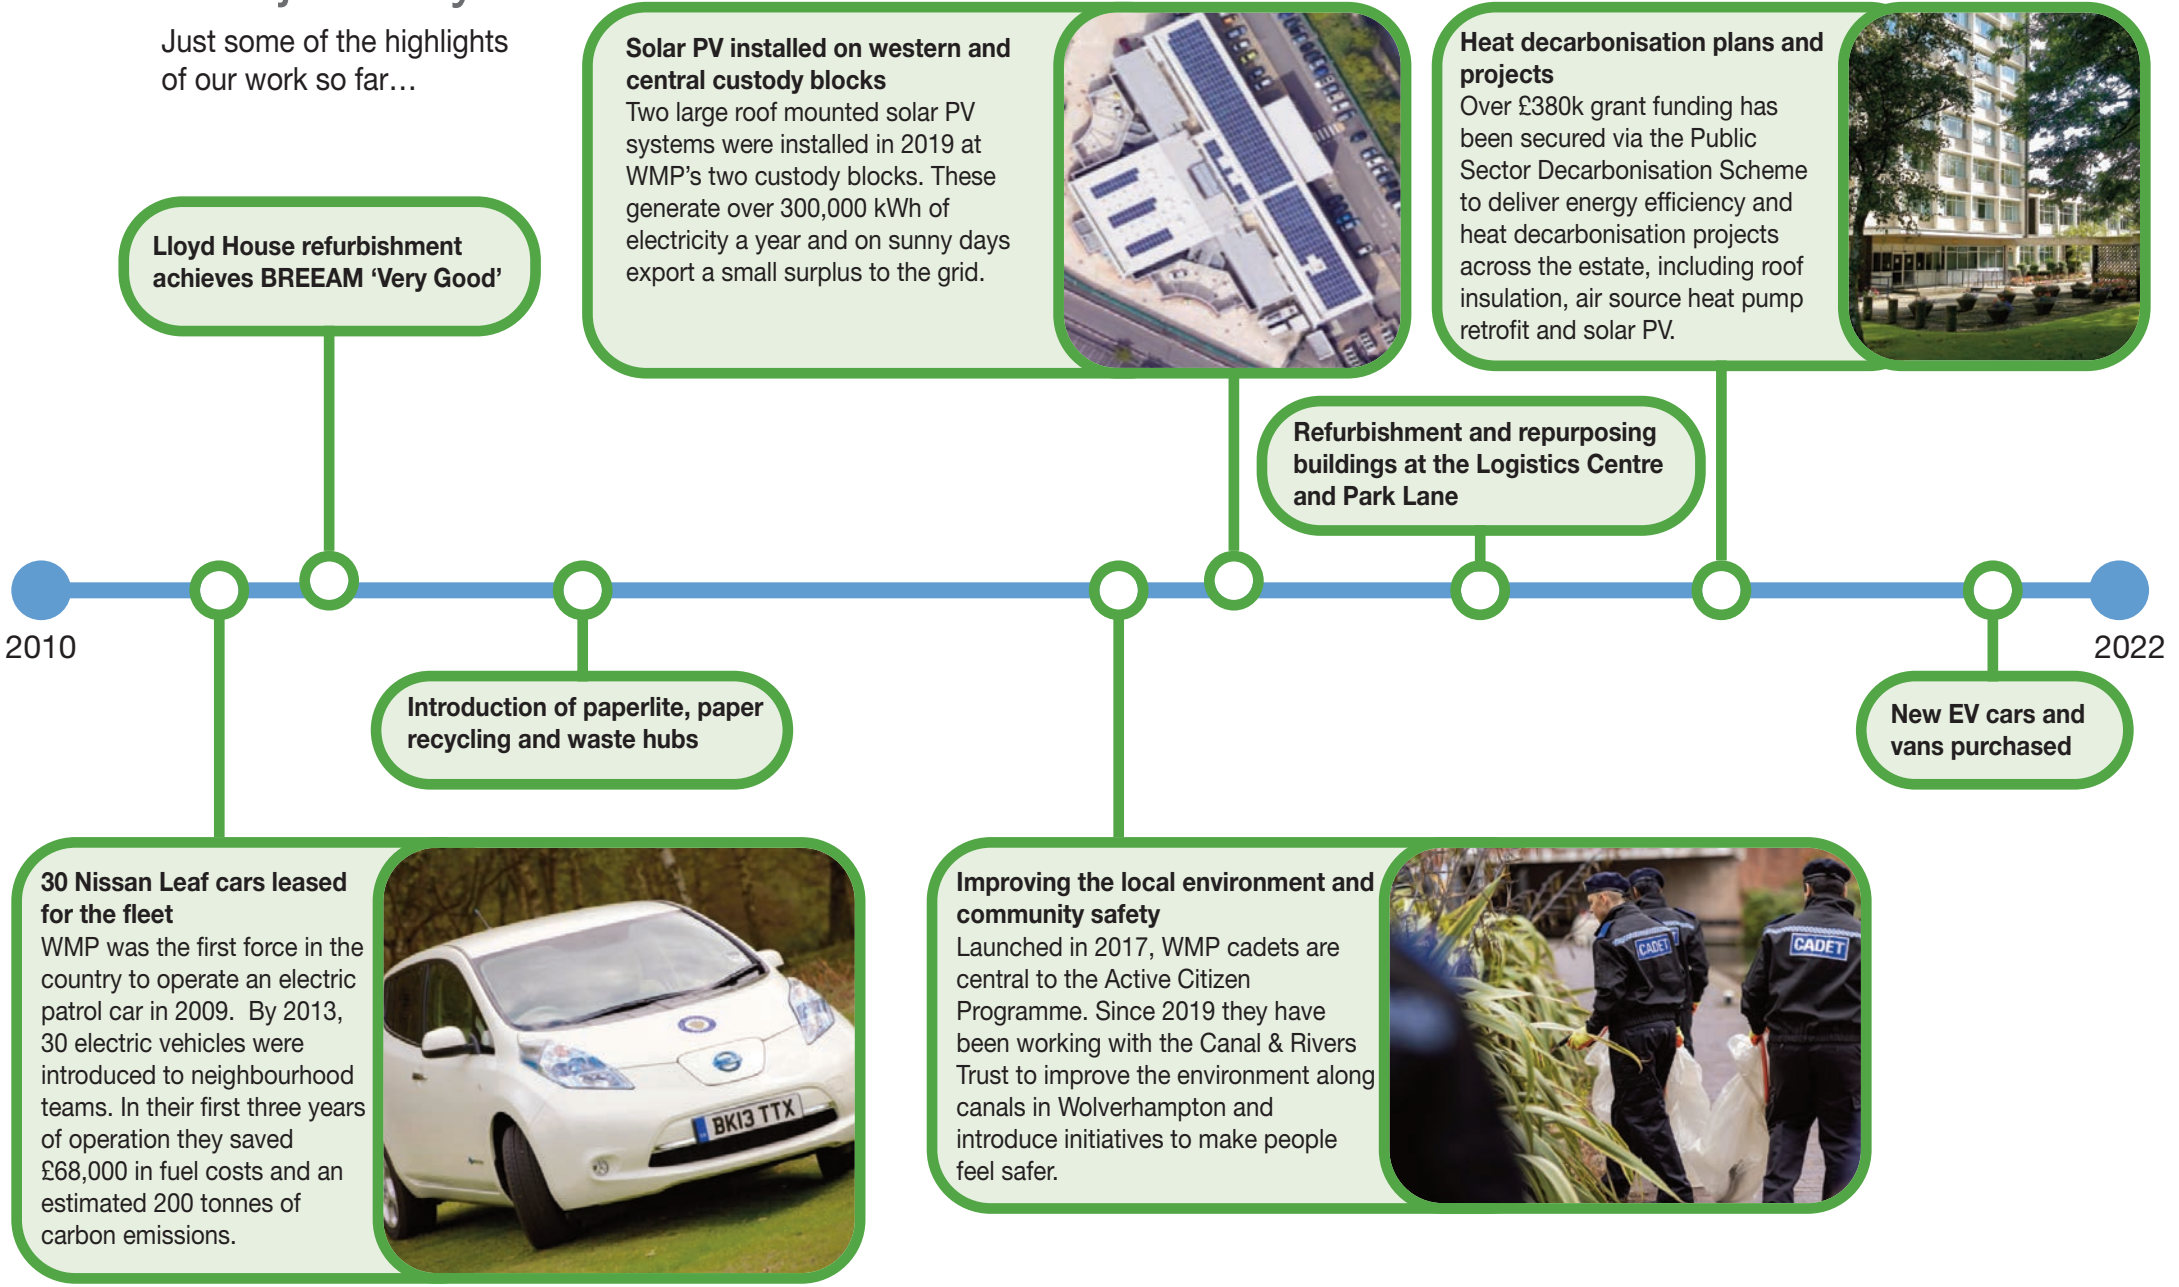 Just some of the highlights
of our work so far…
Solar PV installed on western and
central custody blocks
Two large roof mounted solar PV
systems were installed in 2019 at
WMP’s two custody blocks. These
generate over 300,000 kWh of
electricity a year and on sunny days
export a small surplus to the grid.
Heat decarbonisation plans and
projects
Over £380k grant funding has
been secured via the Public
Sector Decarbonisation Scheme
to deliver energy efficiency and
heat decarbonisation projects
across the estate, including roof
insulation, air source heat pump
retrofit and solar PV.
Lloyd House refurbishment
achieves BREEAM ‘Very Good’
Refurbishment and repurposing
buildings at the Logistics Centre
and Park Lane
2010
2022
Introduction of paperlite, paper
recycling and waste hubs
New EV cars and
vans purchased
30 Nissan Leaf cars leased
for the fleet
WMP was the first force in the
country to operate an electric
patrol car in 2009.  By 2013,
30 electric vehicles were
introduced to neighbourhood
teams. In their first three years
of operation they saved
£68,000 in fuel costs and an
estimated 200 tonnes of
carbon emissions.
BK13 TTX
Improving the local environment and
community safety
Launched in 2017, WMP cadets are
central to the Active Citizen
Programme. Since 2019 they have
been working with the Canal & Rivers
Trust to improve the environment along
canals in Wolverhampton and
introduce initiatives to make people
feel safer.
CADET
CADET